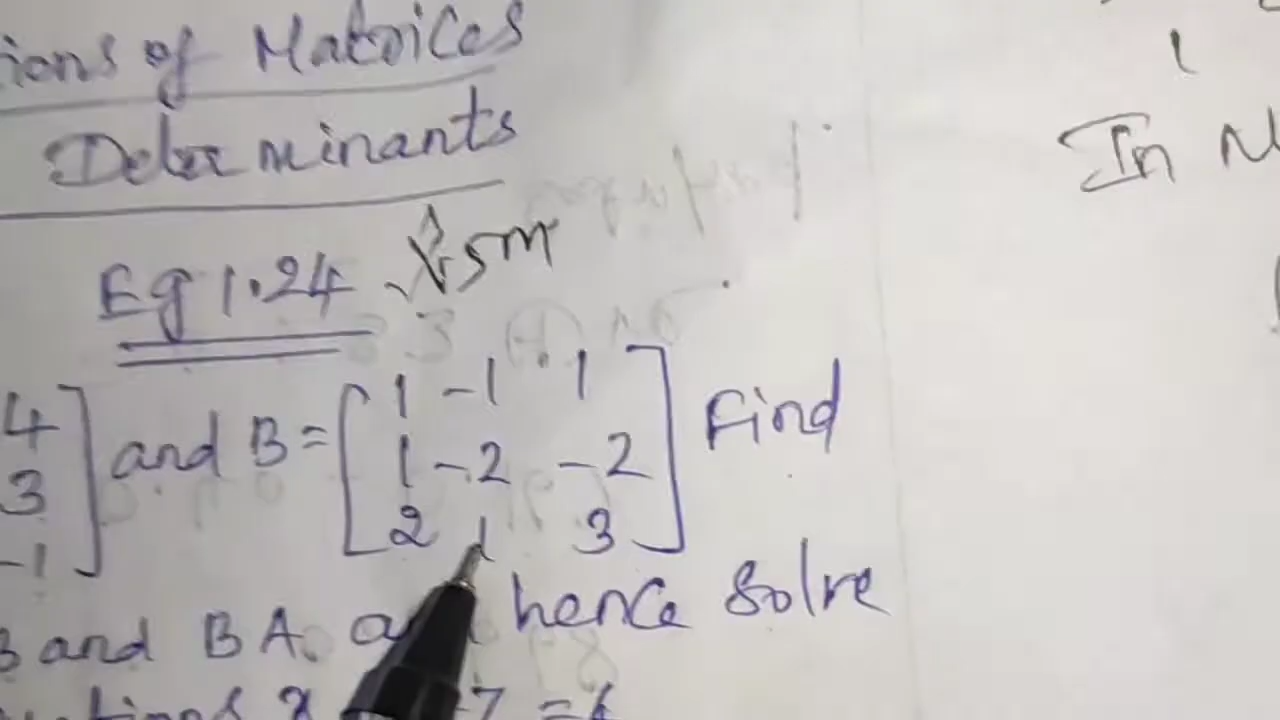 ions of Matrices
Determinants
In
Eg 1.24 5m
4] and B = [1 -1 1 Find
3 1 -2 -2
-1] 2 1 3]
B and BA. hence Solve